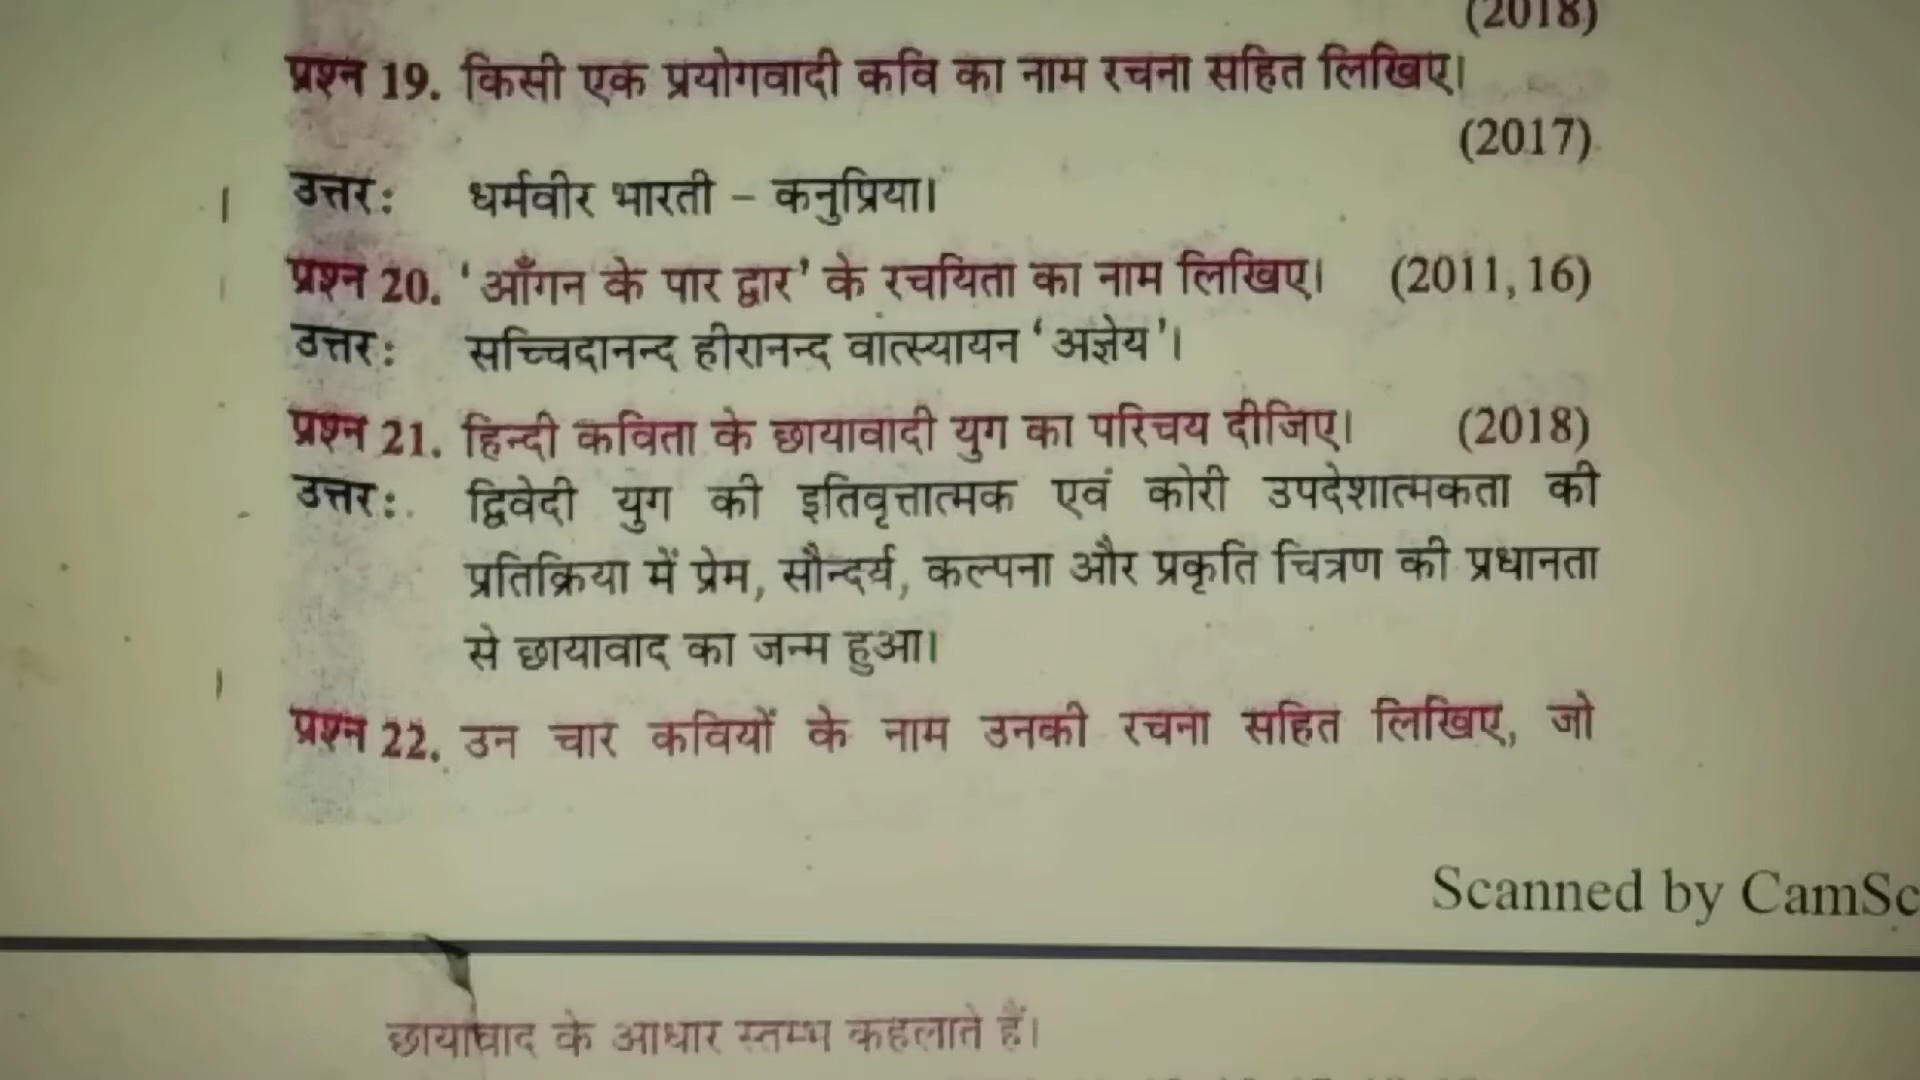 (2018)
प्रश्न 19. किसी एक प्रयोगवादी कवि का नाम रचना सहित लिखिए।
(2017)
उत्तर: धर्मवीर भारती – कनुप्रिया।
प्रश्न 20. 'आँगन के पार द्वार' के रचयिता का नाम लिखिए। (2011, 16)
उत्तर: सच्चिदानन्द हीरानन्द वात्स्यायन 'अज्ञेय'।
प्रश्न 21. हिन्दी कविता के छायावादी युग का परिचय दीजिए। (2018)
उत्तर: द्विवेदी युग की इतिवृत्तात्मक एवं कोरी उपदेशात्मकता की
प्रतिक्रिया में प्रेम, सौन्दर्य, कल्पना और प्रकृति चित्रण की प्रधानता
से छायावाद का जन्म हुआ।
प्रश्न 22. उन चार कवियों के नाम उनकी रचना सहित लिखिए, जो
Scanned by CamSc
छायावाद के आधार स्तम्भ कहलाते हैं।